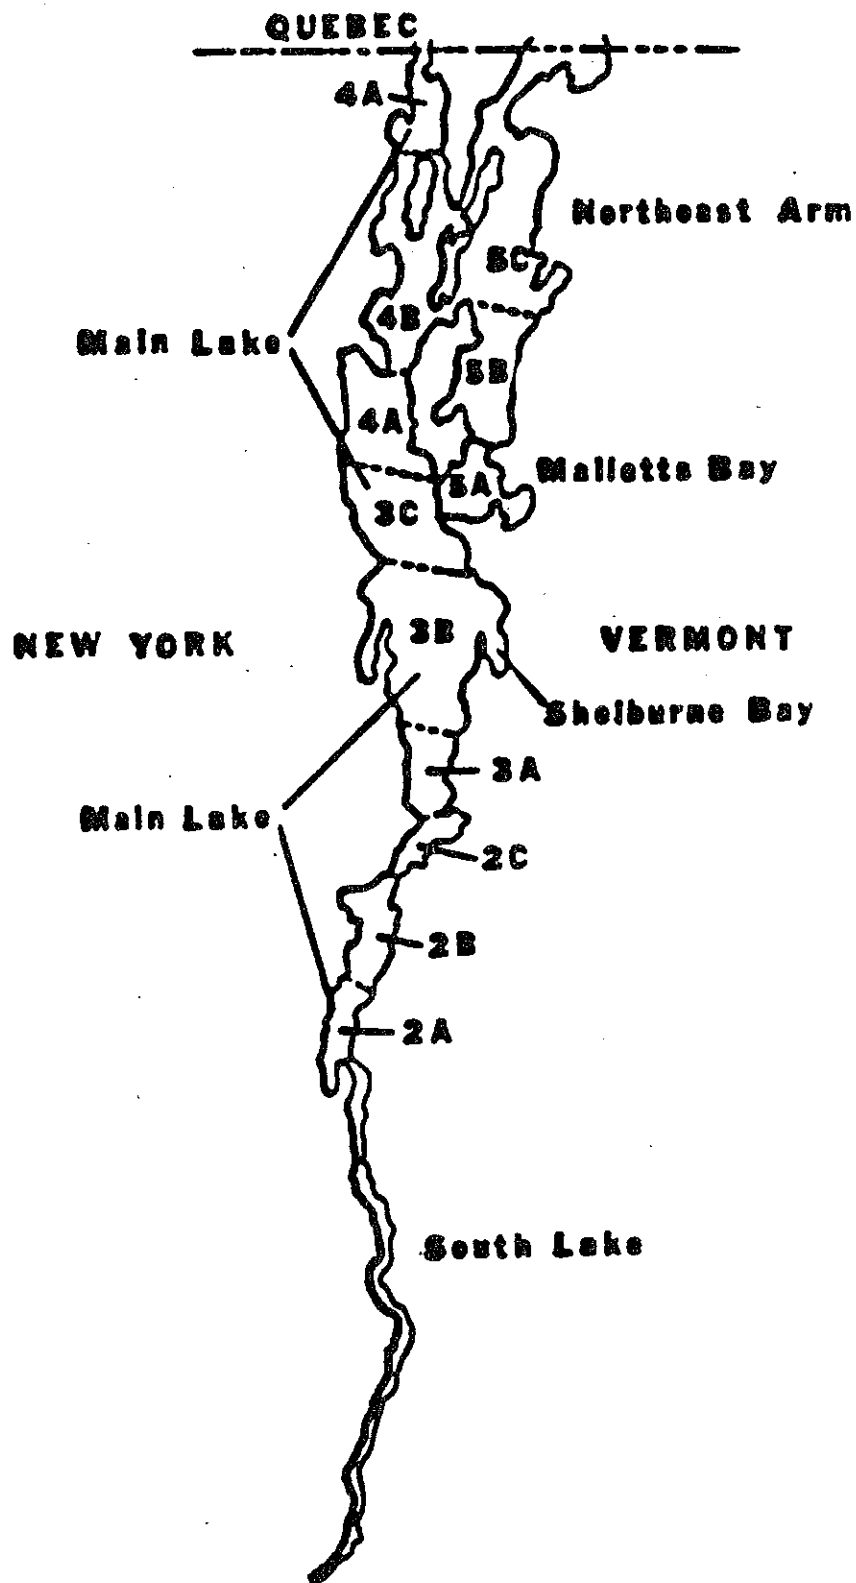 QUEBEC
4A
Northeast Arm
5C
4B
Main Lake
5B
4A
Malletts Bay
5A
3C
NEW YORK
3B
VERMONT
Shelburne Bay
3A
Main Lake
2C
2B
2A
South Lake